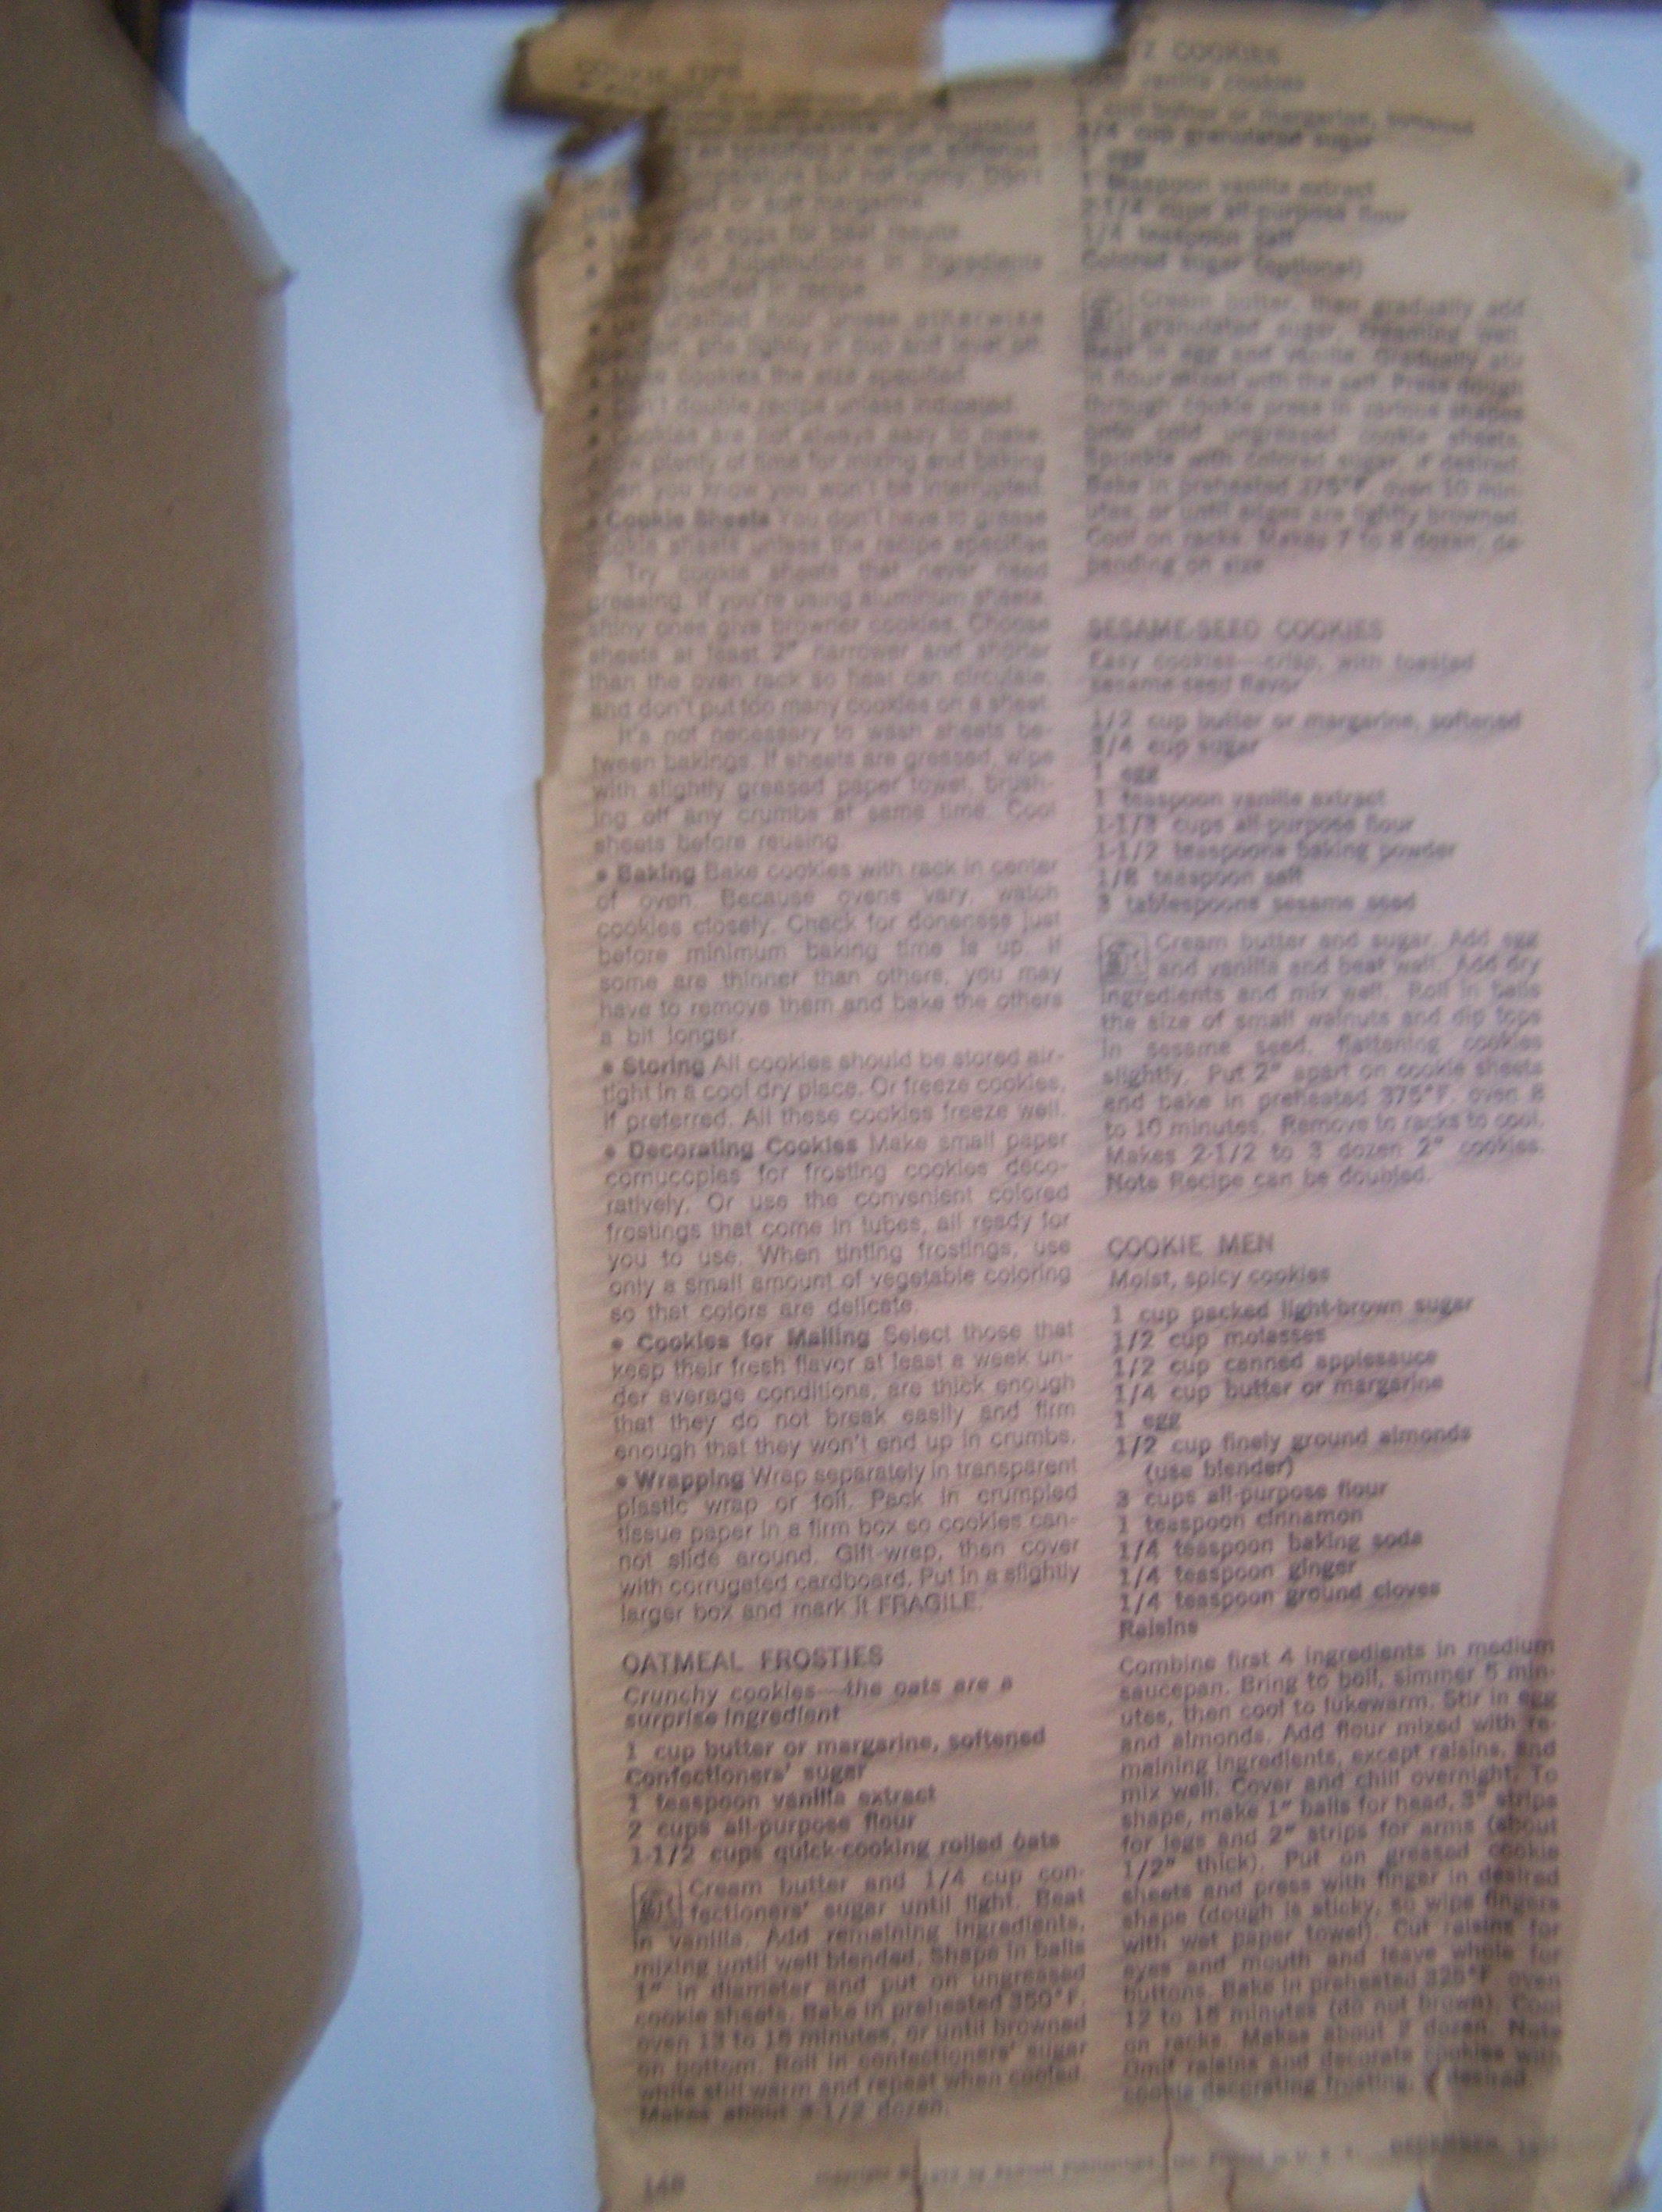 COOKIE TIPS
as specified in recipe, softened
temperature but not runny. Don't
or soft margarine.
eggs for best results.
substitutions in ingredients
specified in recipe.
unsifted flour unless otherwise
pile lightly in cup and level off.
• Make cookies the size specified.
• Don't double recipe unless indicated.
• Cookies are not always easy to make.
plenty of time for mixing and baking
when you know you won't be interrupted.
• Cookie Sheets You don't have to grease
cookie sheets unless the recipe specifies
it. Try cookie sheets that never need
greasing. If you're using aluminum sheets,
shiny ones give browner cookies. Choose
sheets at least 2" narrower and shorter
than the oven rack so heat can circulate,
and don't put too many cookies on a sheet.
It's not necessary to wash sheets be-
tween bakings. If sheets are greased, wipe
with slightly greased paper towel, brush-
ing off any crumbs at same time. Cool
sheets before reusing.
• Baking Bake cookies with rack in center
of oven. Because ovens vary, watch
cookies closely. Check for doneness just
before minimum baking time is up. If
some are thinner than others, you may
have to remove them and bake the others
a bit longer.
• Storing All cookies should be stored air-
tight in a cool dry place. Or freeze cookies,
if preferred. All these cookies freeze well.
• Decorating Cookies Make small paper
cornucopies for frosting cookies deco-
ratively. Or use the convenient colored
frostings that come in tubes, all ready for
you to use. When tinting frostings, use
only a small amount of vegetable coloring
so that colors are delicate.
• Cookies for Mailing Select those that
keep their fresh flavor at least a week un-
der average conditions, are thick enough
that they do not break easily and firm
enough that they won't end up in crumbs.
• Wrapping Wrap separately in transparent
plastic wrap or foil. Pack in crumpled
tissue paper in a firm box so cookies can-
not slide around. Gift-wrap, then cover
with corrugated cardboard. Put in a slightly
larger box and mark it FRAGILE.
OATMEAL FROSTIES
Crunchy cookies—the oats are a
surprise ingredient
1 cup butter or margarine, softened
Confectioners' sugar
1 teaspoon vanilla extract
2 cups all-purpose flour
1-1/2 cups quick-cooking rolled oats
Cream butter and 1/4 cup con-
fectioners' sugar until light. Beat
in vanilla. Add remaining ingredients,
mixing until well blended. Shape in balls
1" in diameter and put on ungreased
cookie sheets. Bake in preheated 350°F.
oven 13 to 15 minutes, or until browned
on bottom. Roll in confectioners' sugar
while still warm and repeat when cooled.
Makes about 3-1/2 dozen.
148
TZ COOKIES
vanilla cookies
1 cup butter or margarine, softened
3/4 cup granulated sugar
1 egg
1 teaspoon vanilla extract
2-1/4 cups all-purpose flour
1/4 teaspoon salt
Colored sugar (optional)
Cream butter, then gradually add
granulated sugar, creaming well.
Beat in egg and vanilla. Gradually stir
in flour mixed with the salt. Press dough
through cookie press in various shapes
onto cold ungreased cookie sheets.
Sprinkle with colored sugar, if desired.
Bake in preheated 375°F. oven 10 min-
utes, or until edges are lightly browned.
Cool on racks. Makes 7 to 8 dozen, de-
pending on size.
SESAME-SEED COOKIES
Easy cookies—crisp, with toasted
sesame-seed flavor
1/2 cup butter or margarine, softened
3/4 cup sugar
1 egg
1 teaspoon vanilla extract
1-1/3 cups all-purpose flour
1-1/2 teaspoons baking powder
1/8 teaspoon salt
3 tablespoons sesame seed
Cream butter and sugar. Add egg
and vanilla and beat well. Add dry
ingredients and mix well. Roll in balls
the size of small walnuts and dip tops
in sesame seed, flattening cookies
slightly. Put 2" apart on cookie sheets
and bake in preheated 375°F. oven 8
to 10 minutes. Remove to racks to cool.
Makes 2-1/2 to 3 dozen 2" cookies.
Note Recipe can be doubled.
COOKIE MEN
Moist, spicy cookies
1 cup packed light-brown sugar
1/2 cup molasses
1/2 cup canned applesauce
1/4 cup butter or margarine
1 egg
1/2 cup finely ground almonds
(use blender)
3 cups all-purpose flour
1 teaspoon cinnamon
1/4 teaspoon baking soda
1/4 teaspoon ginger
1/4 teaspoon ground cloves
Raisins
Combine first 4 ingredients in medium
saucepan. Bring to boil, simmer 5 min-
utes, then cool to lukewarm. Stir in egg
and almonds. Add flour mixed with re-
maining ingredients, except raisins, and
mix well. Cover and chill overnight. To
shape, make 1" balls for head, 3" strips
for legs and 2" strips for arms (about
1/2" thick). Put on greased cookie
sheets and press with finger in desired
shape (dough is sticky, so wipe fingers
with wet paper towel). Cut raisins for
eyes and mouth and leave whole for
buttons. Bake in preheated 325°F. oven
12 to 15 minutes (do not brown). Cool
on racks. Makes about 2 dozen. Note
Omit raisins and decorate cookies with
cookie decorating frosting, if desired.
DECEMBER